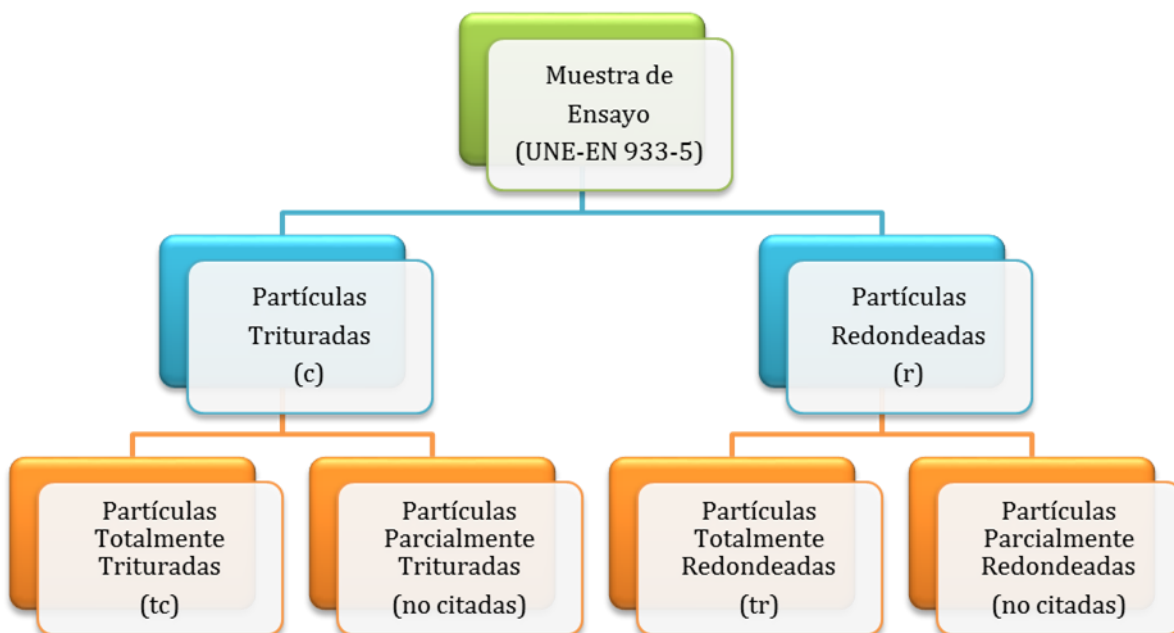 Muestra de
Ensayo
(UNE-EN 933-5)
Partículas
Trituradas
(c)
Partículas
Redondeadas
(r)
Partículas
Totalmente
Trituradas
(tc)
Partículas
Parcialmente
Trituradas
(no citadas)
Partículas
Totalmente
Redondeadas
(tr)
Partículas
Parcialmente
Redondeadas
(no citadas)